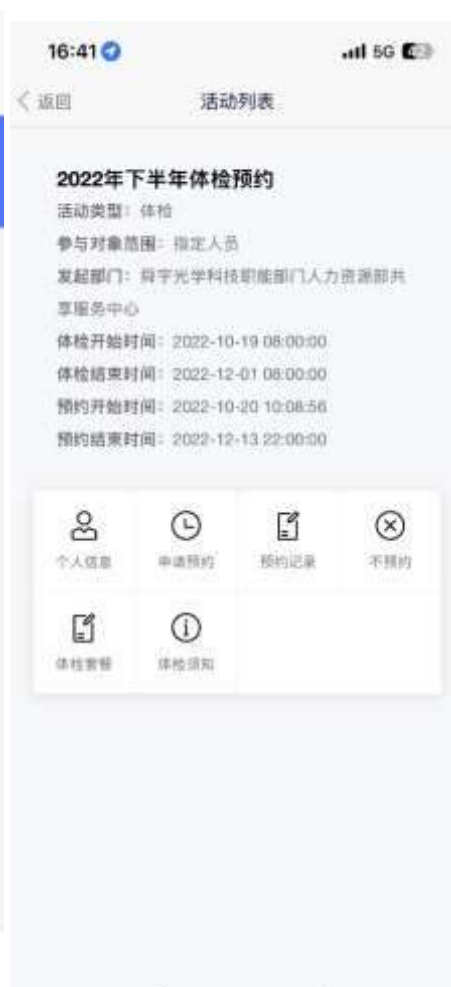 16:41
5G
返回
活动列表
2022年下半年体检预约
活动类型：体检
参与对象范围：指定人员
发起部门：舜宇光学科技职能部门人力资源部共
享服务中心
体检开始时间：2022-10-19 08:00:00
体检结束时间：2022-12-01 08:00:00
预约开始时间：2022-10-20 10:08:56
预约结束时间：2022-12-13 22:00:00
个人信息 申请预约 预约记录 不预约
体检套餐 体检须知